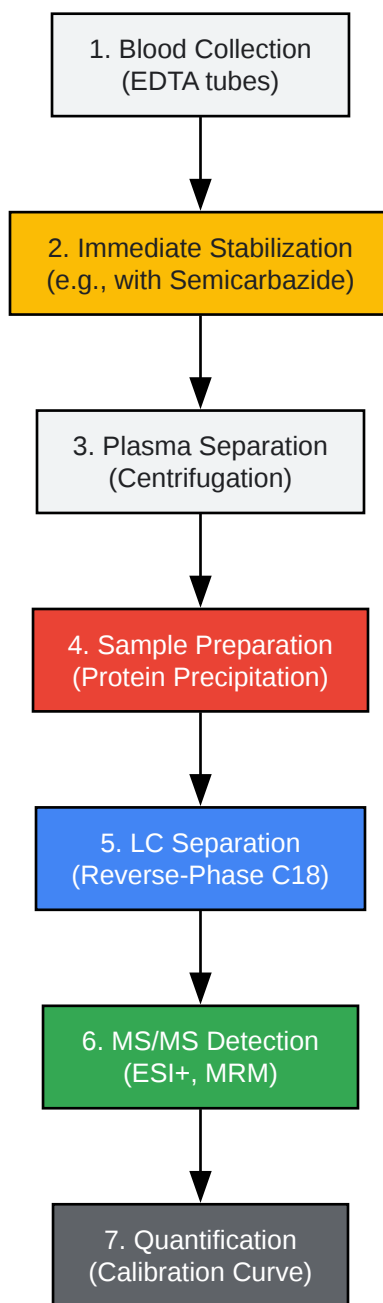 1. Blood Collection
(EDTA tubes)
2. Immediate Stabilization
(e.g., with Semicarbazide)
3. Plasma Separation
(Centrifugation)
4. Sample Preparation
(Protein Precipitation)
5. LC Separation
(Reverse-Phase C18)
6. MS/MS Detection
(ESI+, MRM)
7. Quantification
(Calibration Curve)